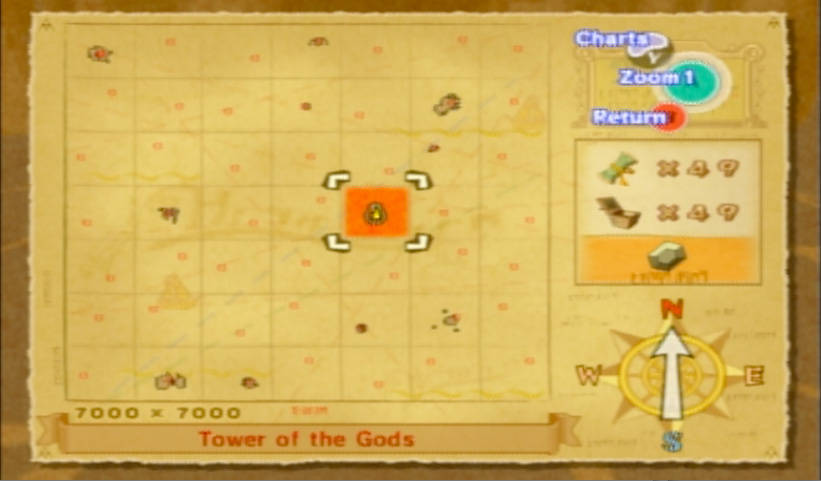 Charts
Y
Zoom 1
Return
× 49
× 49
N
W E
S
7000 × 7000
Tower of the Gods